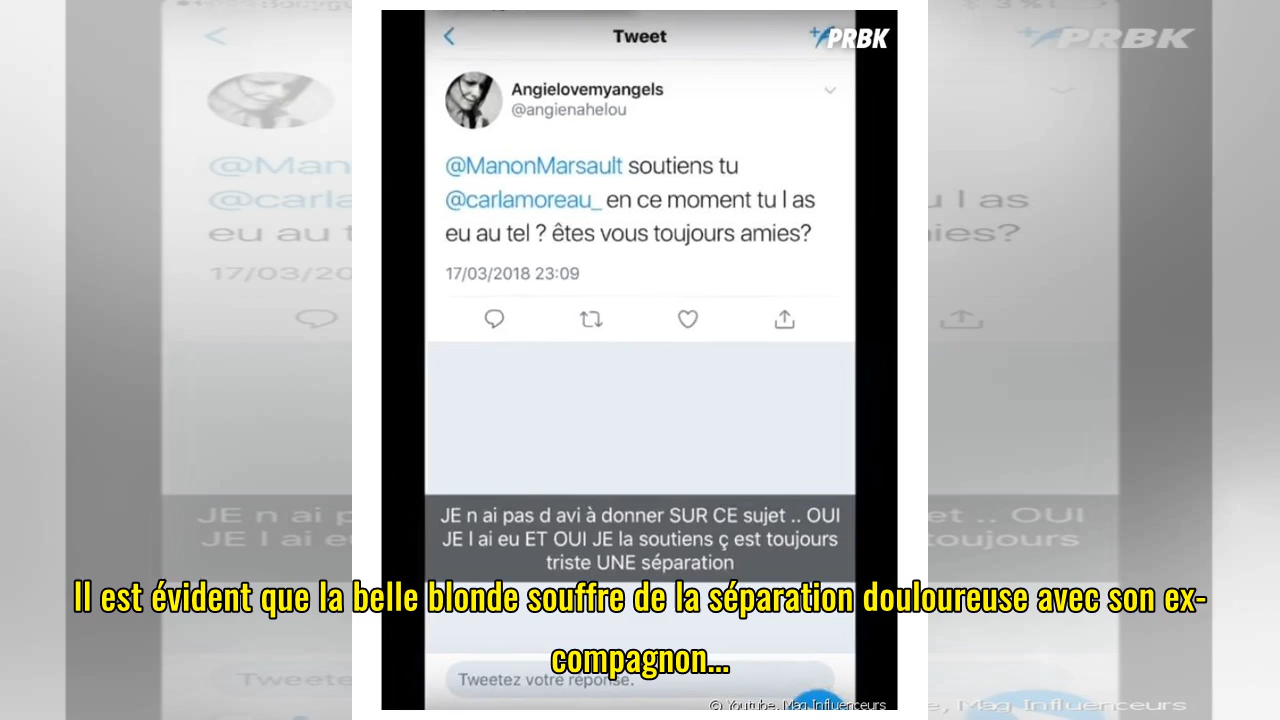 Tweet
PRBK
PRBK
Angielovemyangels
@angienahelou
@ManonMarsault soutiens tu
@carlamoreau_ en ce moment tu l as
eu au tel ? êtes vous toujours amies?
17/03/2018 23:09
JE n ai pas d avi à donner SUR CE sujet .. OUI
JE l ai eu ET OUI JE la soutiens ç est toujours
triste UNE séparation
Il est évident que la belle blonde souffre de la séparation douloureuse avec son ex-
compagnon...
Tweetez votre réponse.
© Youtube, Mag Influenceurs